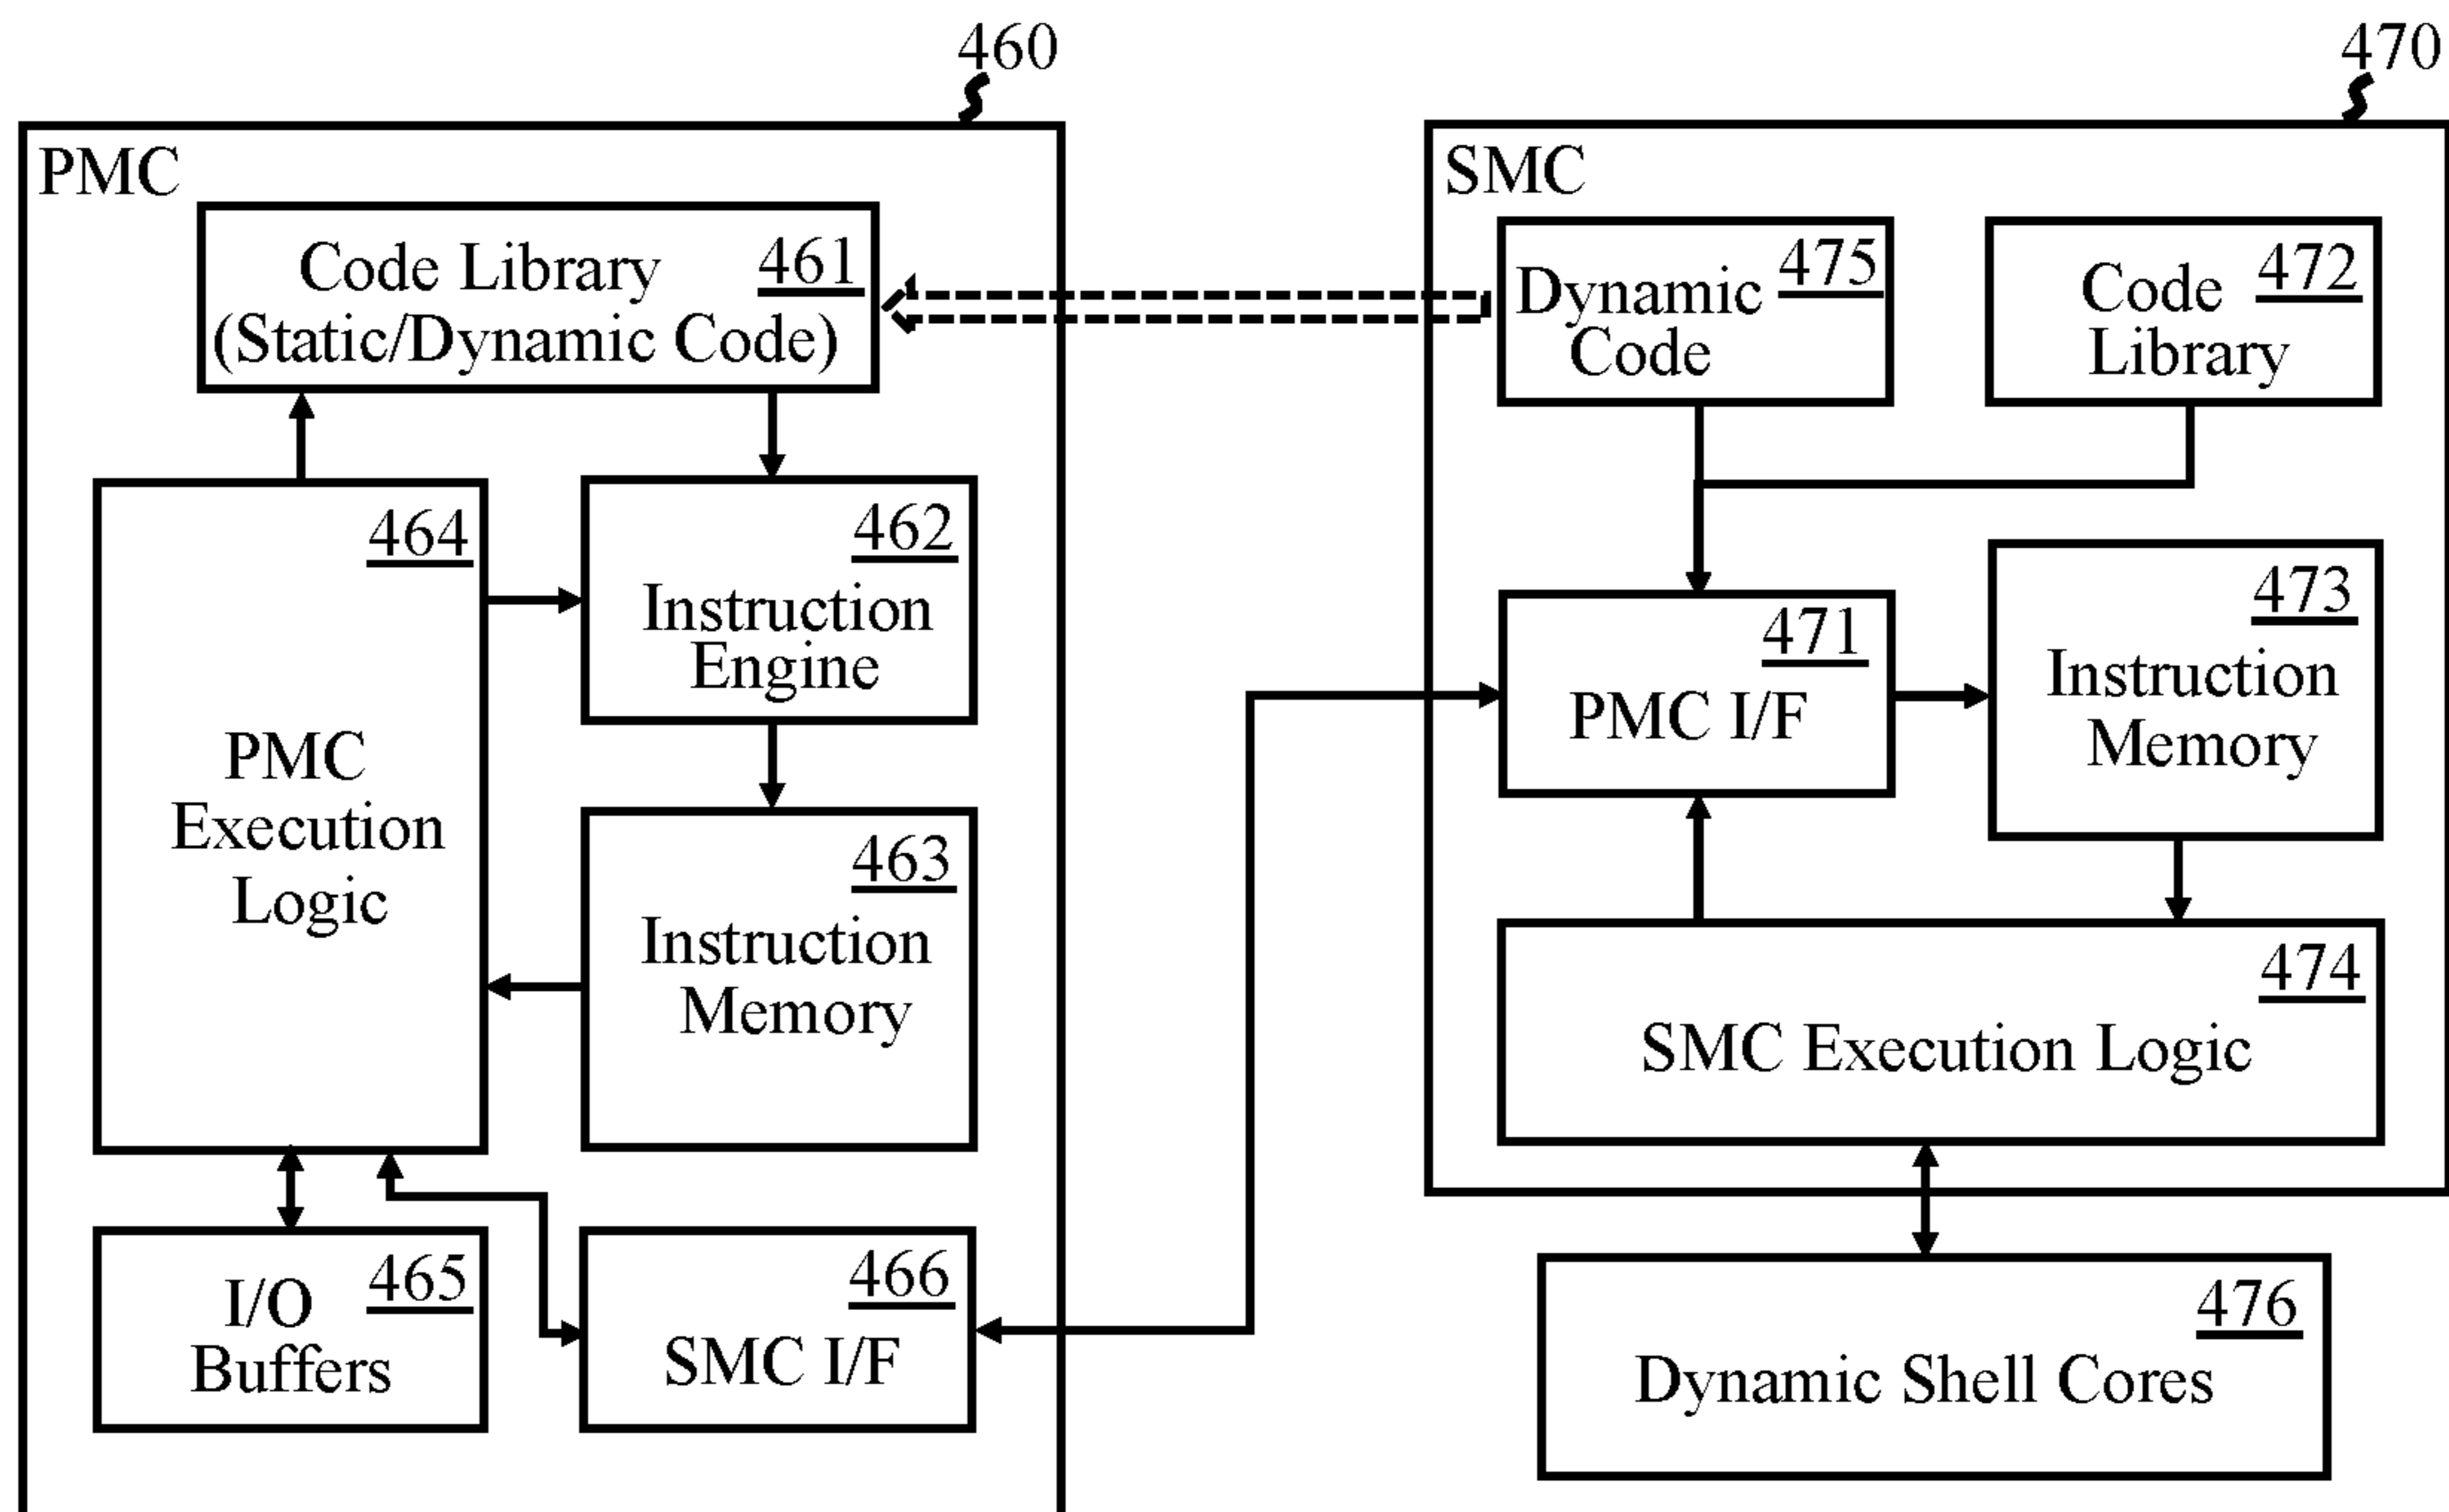 460
470
PMC
Code Library 461
(Static/Dynamic Code)
464
PMC
Execution
Logic
462
Instruction
Engine
463
Instruction
Memory
I/O 465
Buffers
466
SMC I/F
SMC
Dynamic 475
Code
Code 472
Library
471
PMC I/F
473
Instruction
Memory
474
SMC Execution Logic
476
Dynamic Shell Cores